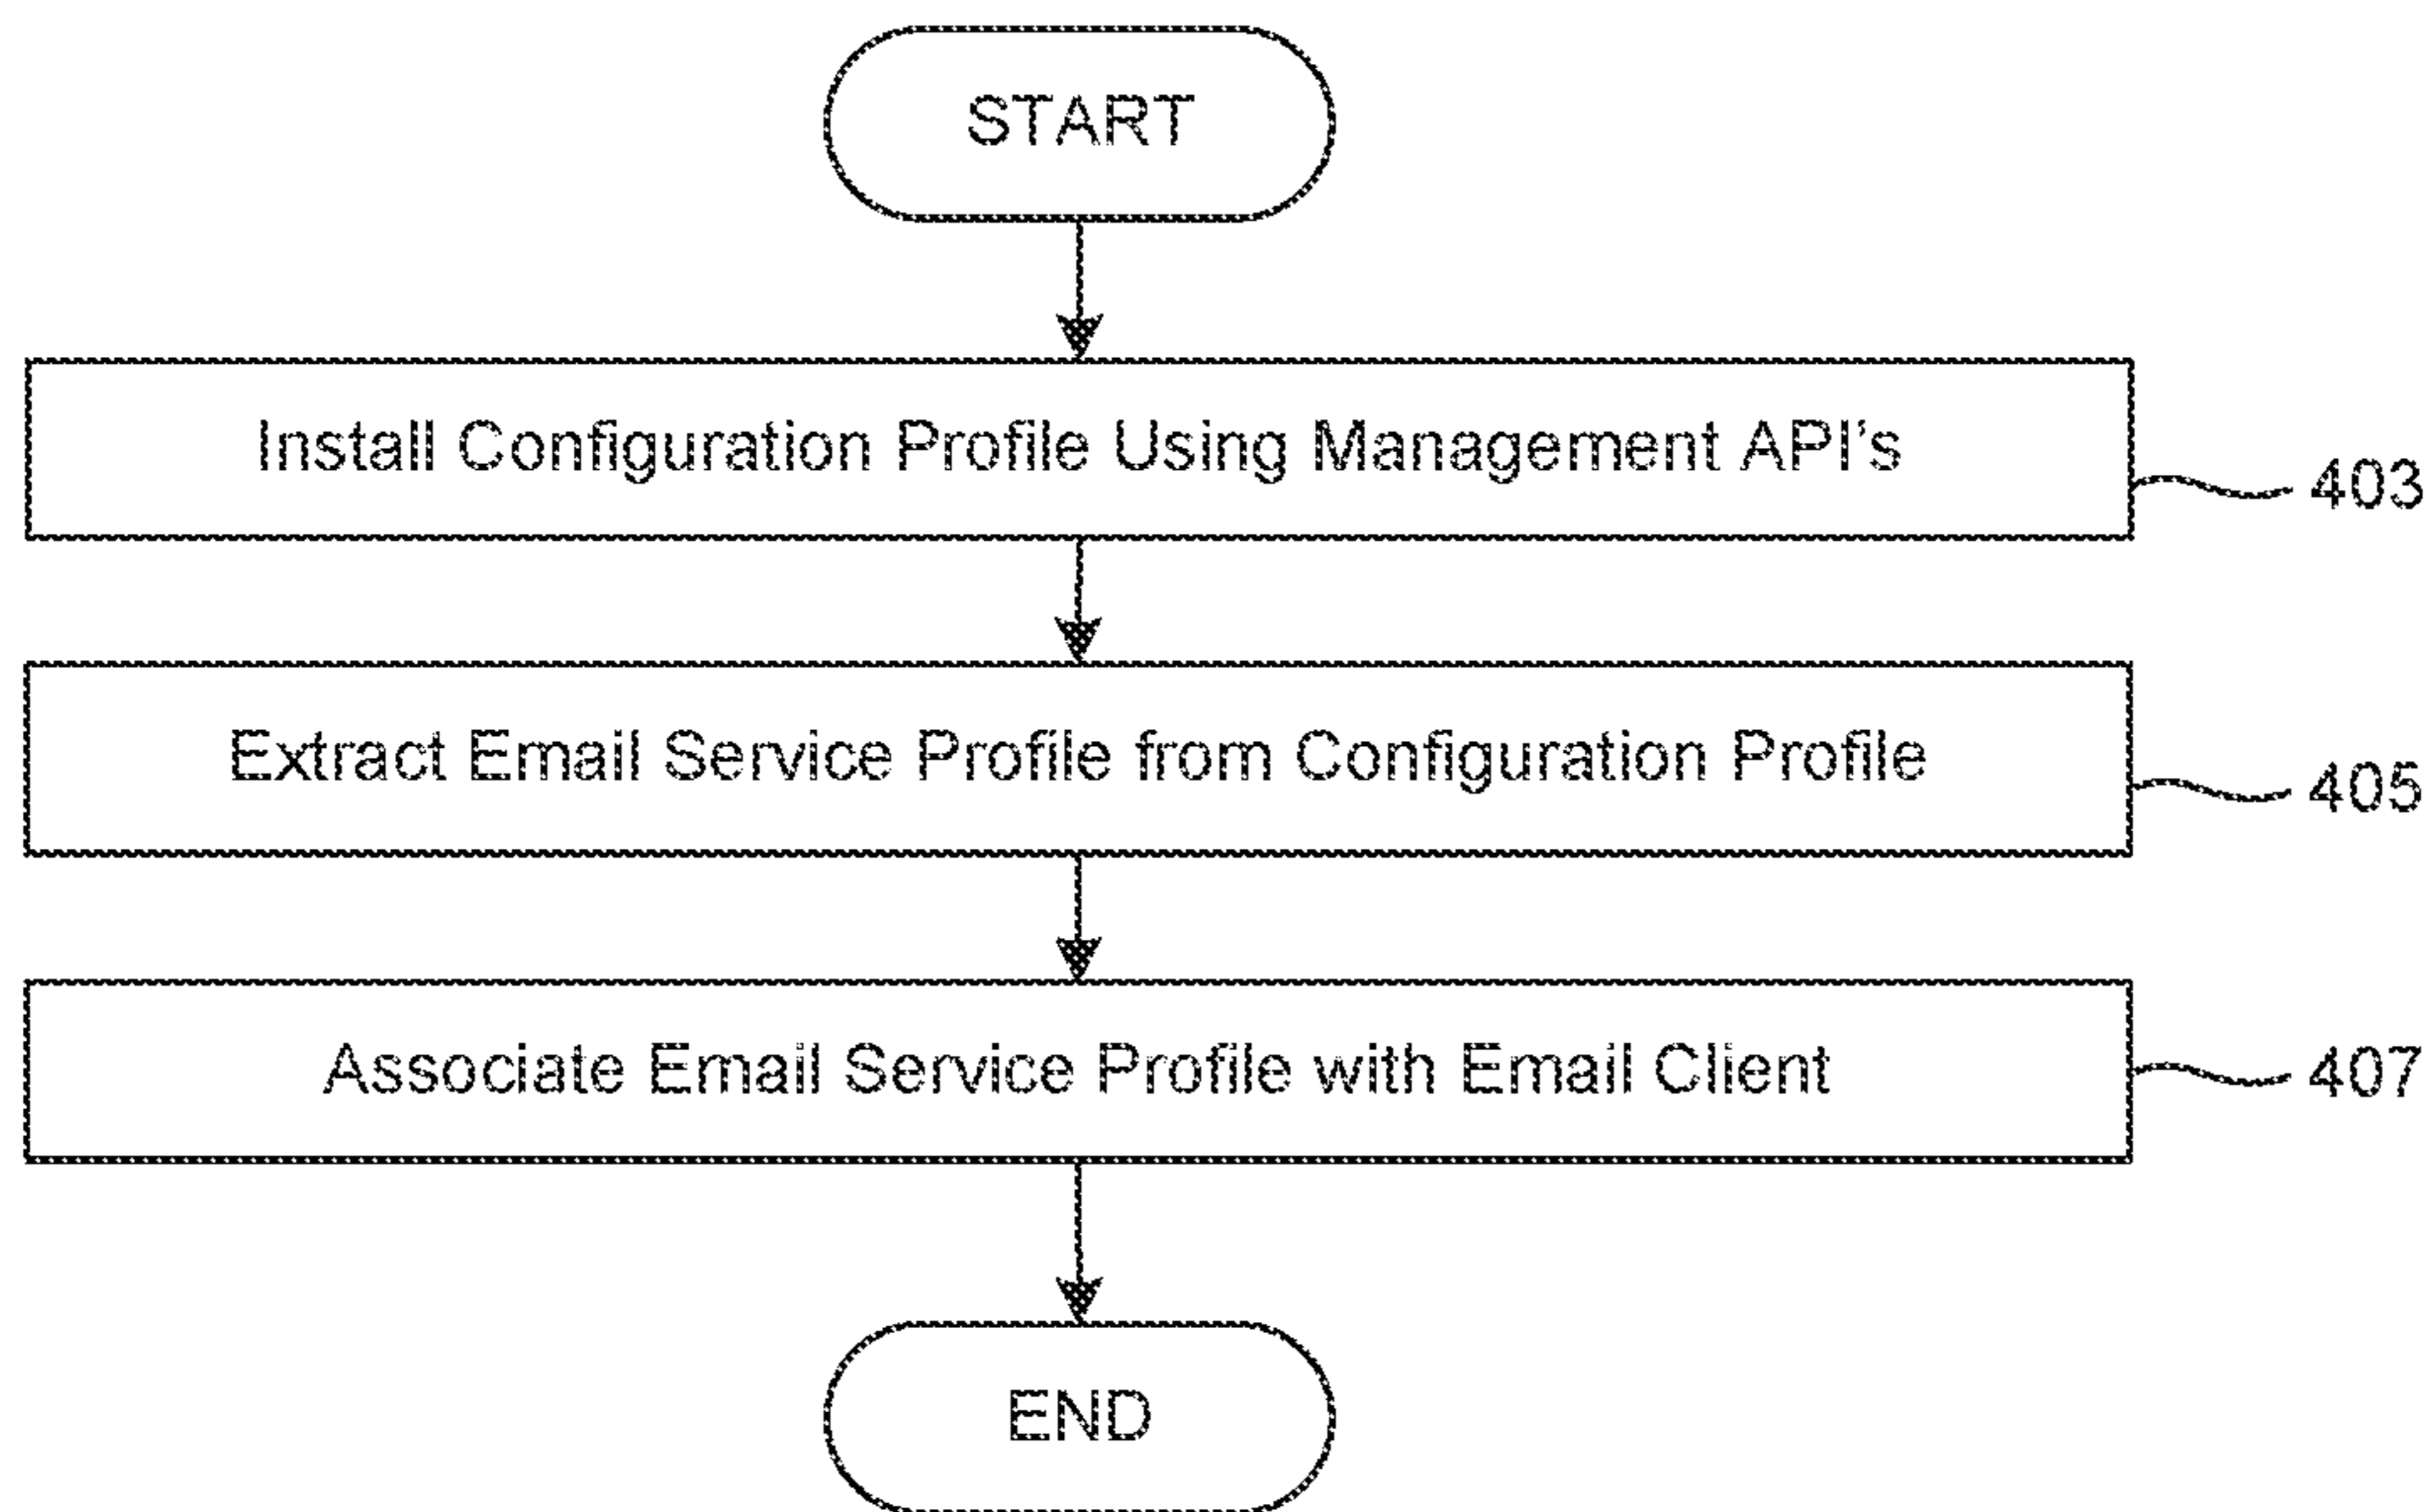 START
Install Configuration Profile Using Management API's
403
Extract Email Service Profile from Configuration Profile
405
Associate Email Service Profile with Email Client
407
END